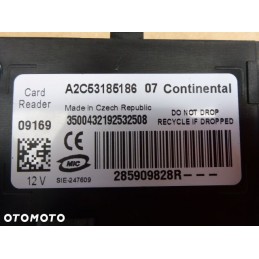 Card
Reader
A2C53185186 07 Continental
Made in Czech Republic
DO NOT DROP
09169
3500432192532508
RECYCLE IF DROPPED
MIC
12 V
SIE-247609
285909828R---
OTOMOTO